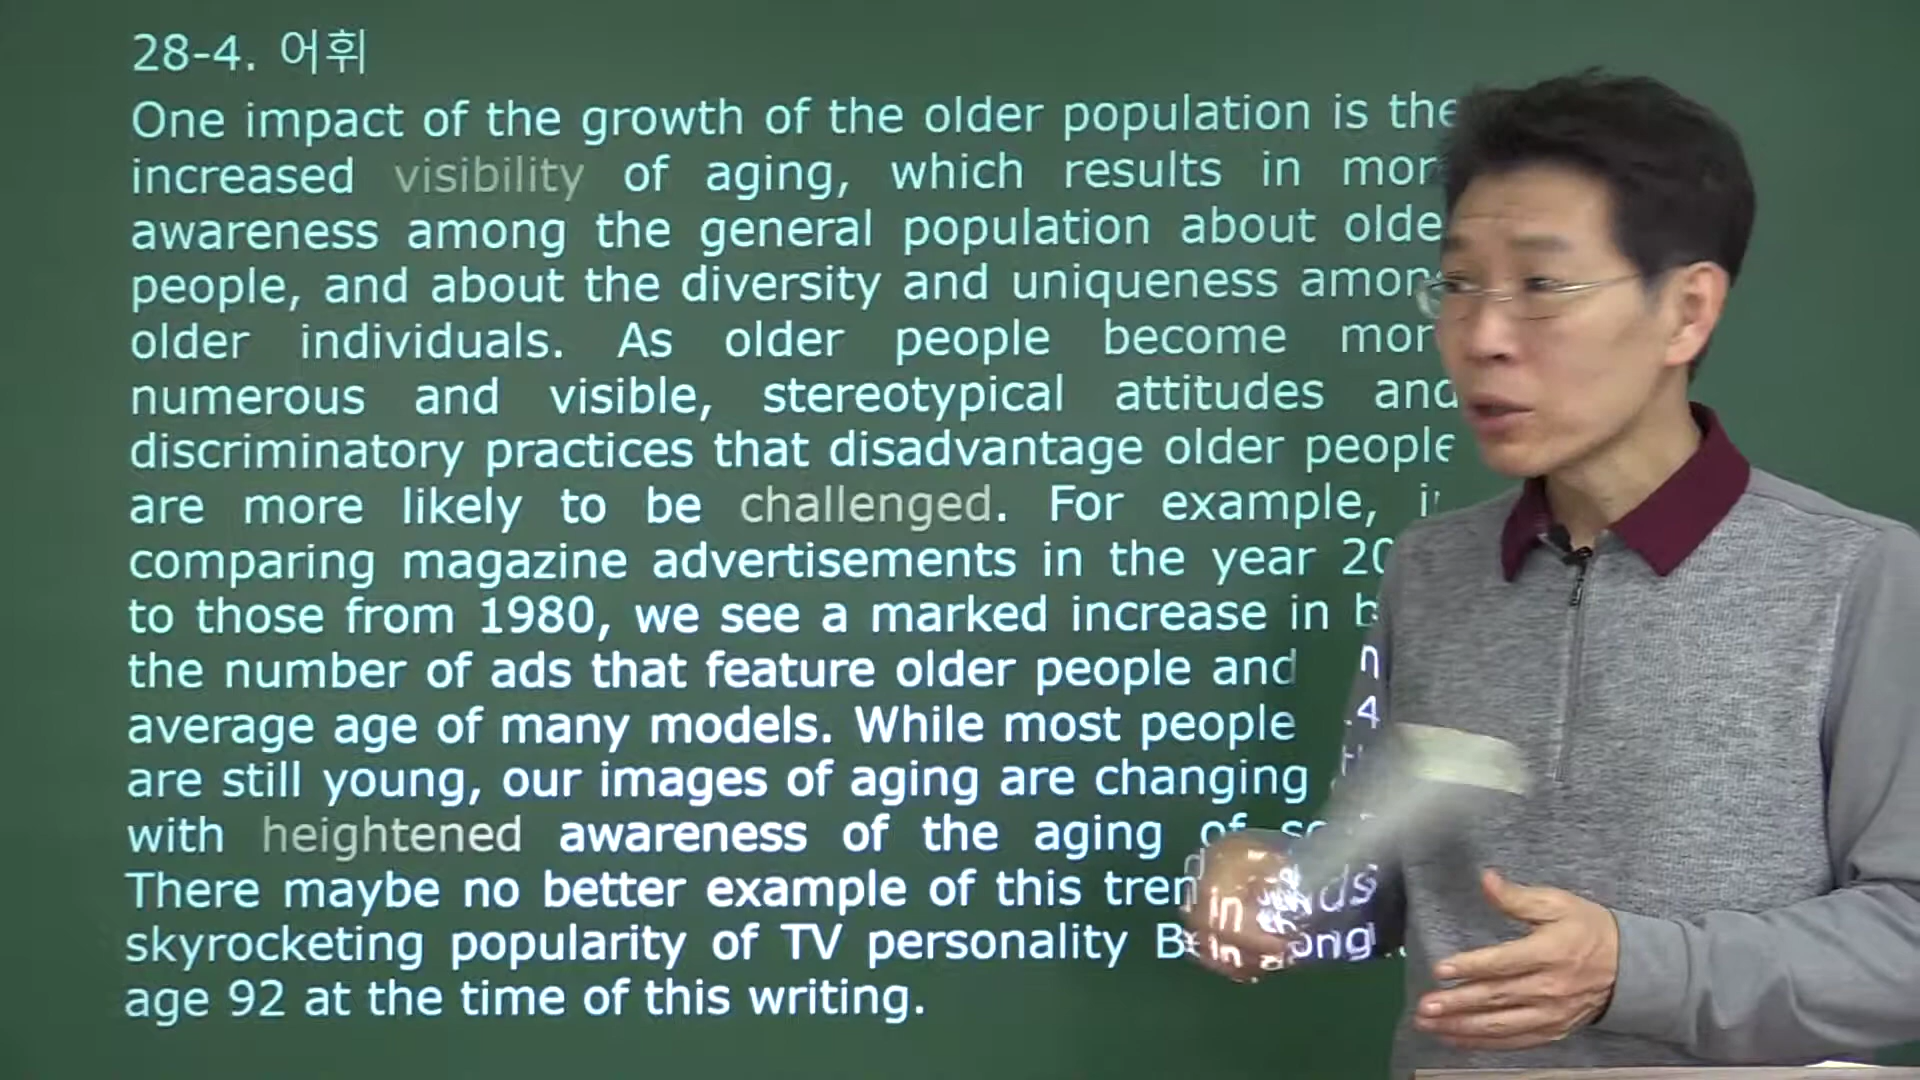 28-4. 어휘
One impact of the growth of the older population is the
increased visibility of aging, which results in
awareness among the general population about
people, and about the diversity and uniqueness
older individuals. As older people become
numerous and visible, stereotypical attitudes and
discriminatory practices that disadvantage older people
are more likely to be challenged. For example,
comparing magazine advertisements in the year
to those from 1980, we see a marked increase in
the number of ads that feature older people and
average age of many models. While most people
are still young, our images of aging are changing
with heightened awareness of the aging of
There maybe no better example of this
skyrocketing popularity of TV personality
age 92 at the time of this writing.